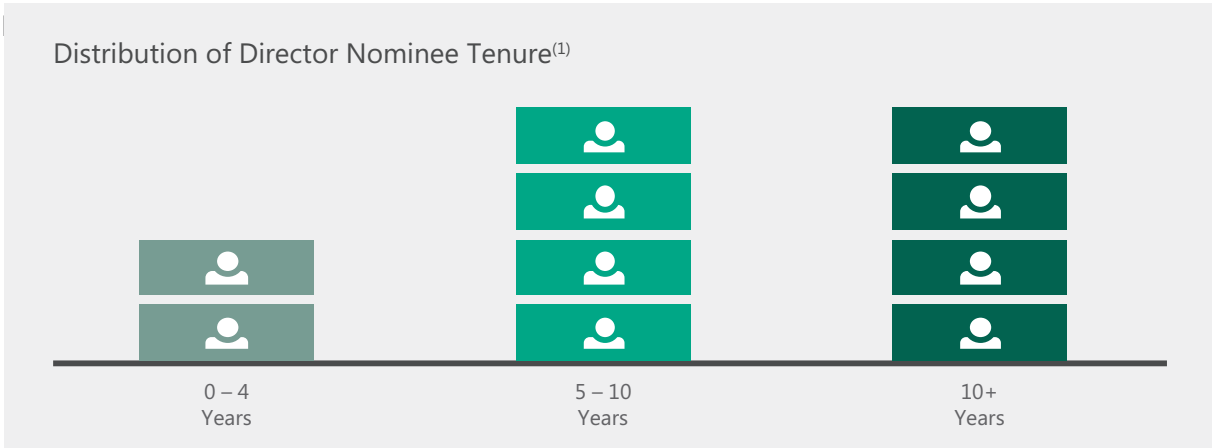 Distribution of Director Nominee Tenure(1)
0 – 4
Years
5 – 10
Years
10+
Years